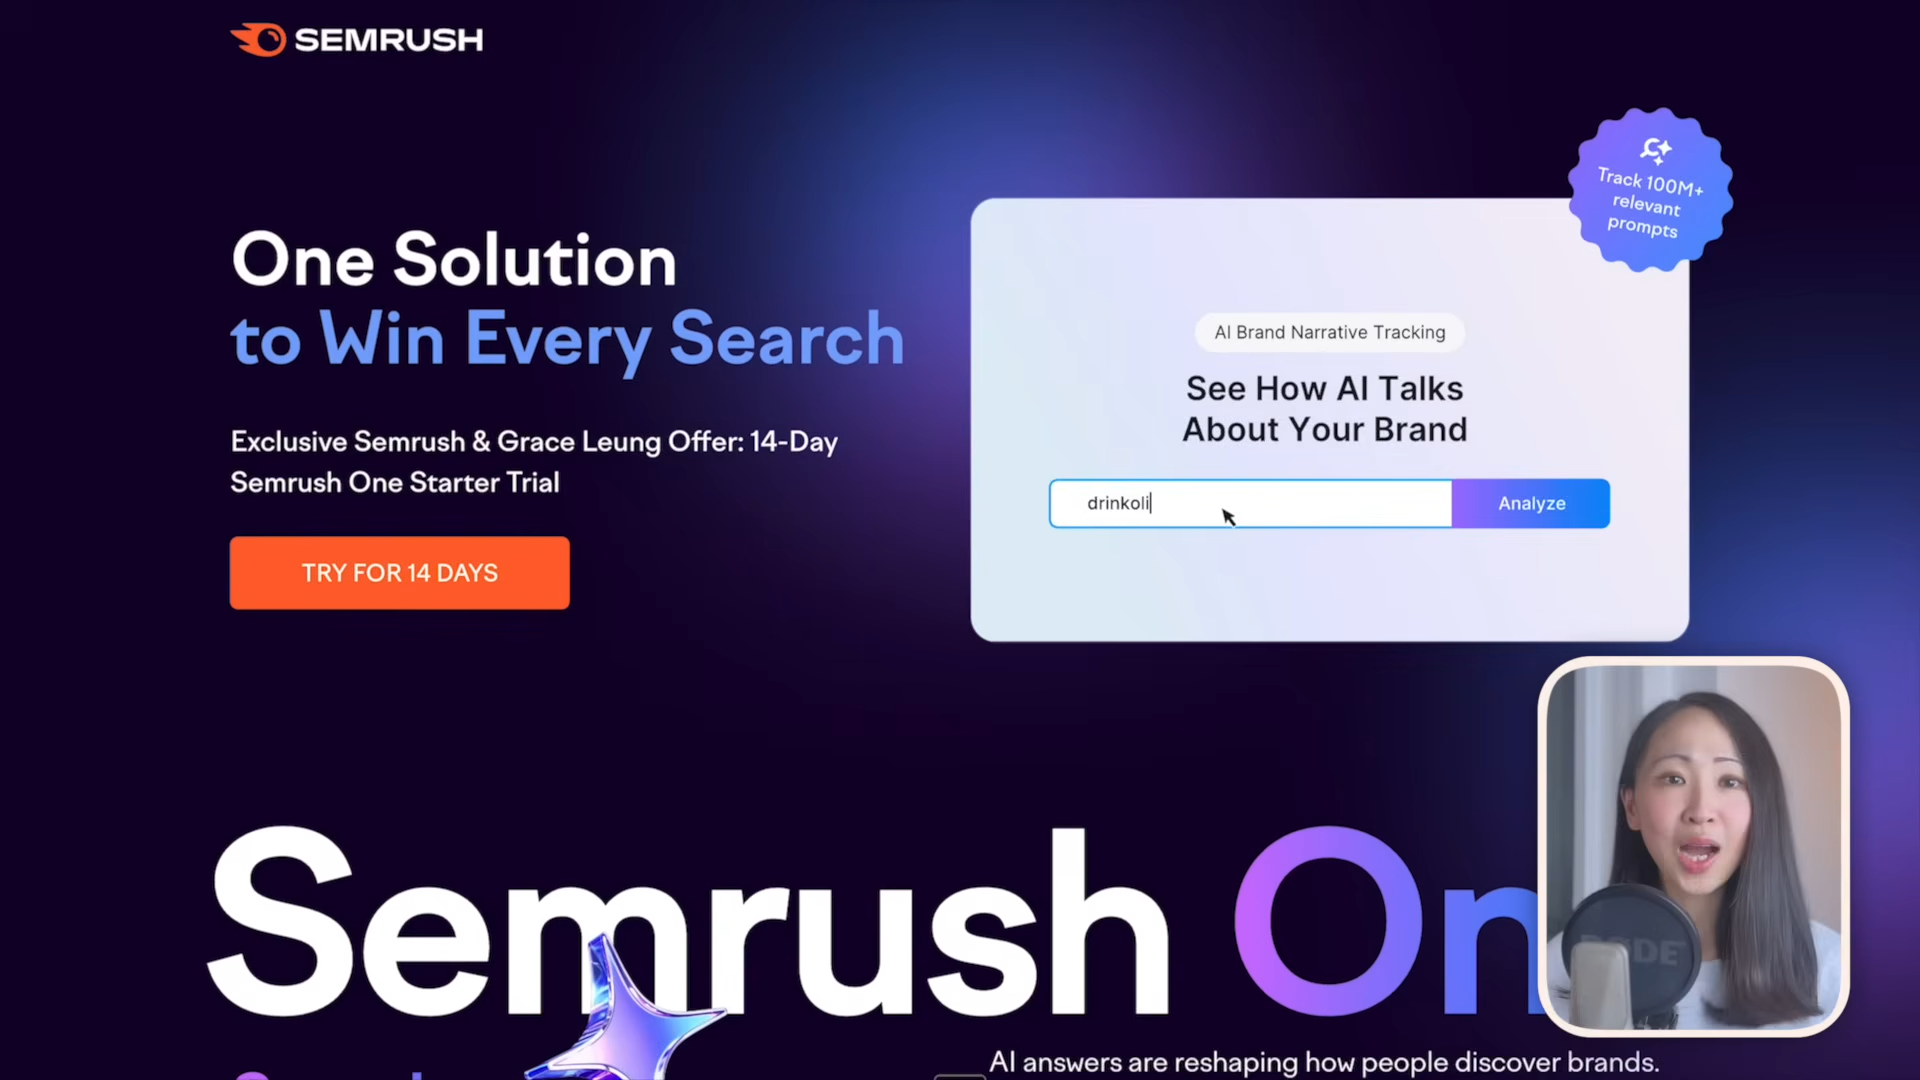 SEMRUSH
One Solution
to Win Every Search
Exclusive Semrush & Grace Leung Offer: 14-Day
Semrush One Starter Trial
TRY FOR 14 DAYS
Track 100M+
relevant
prompts
AI Brand Narrative Tracking
See How AI Talks
About Your Brand
drinkoli
Analyze
Semrush On
AI answers are reshaping how people discover brands.